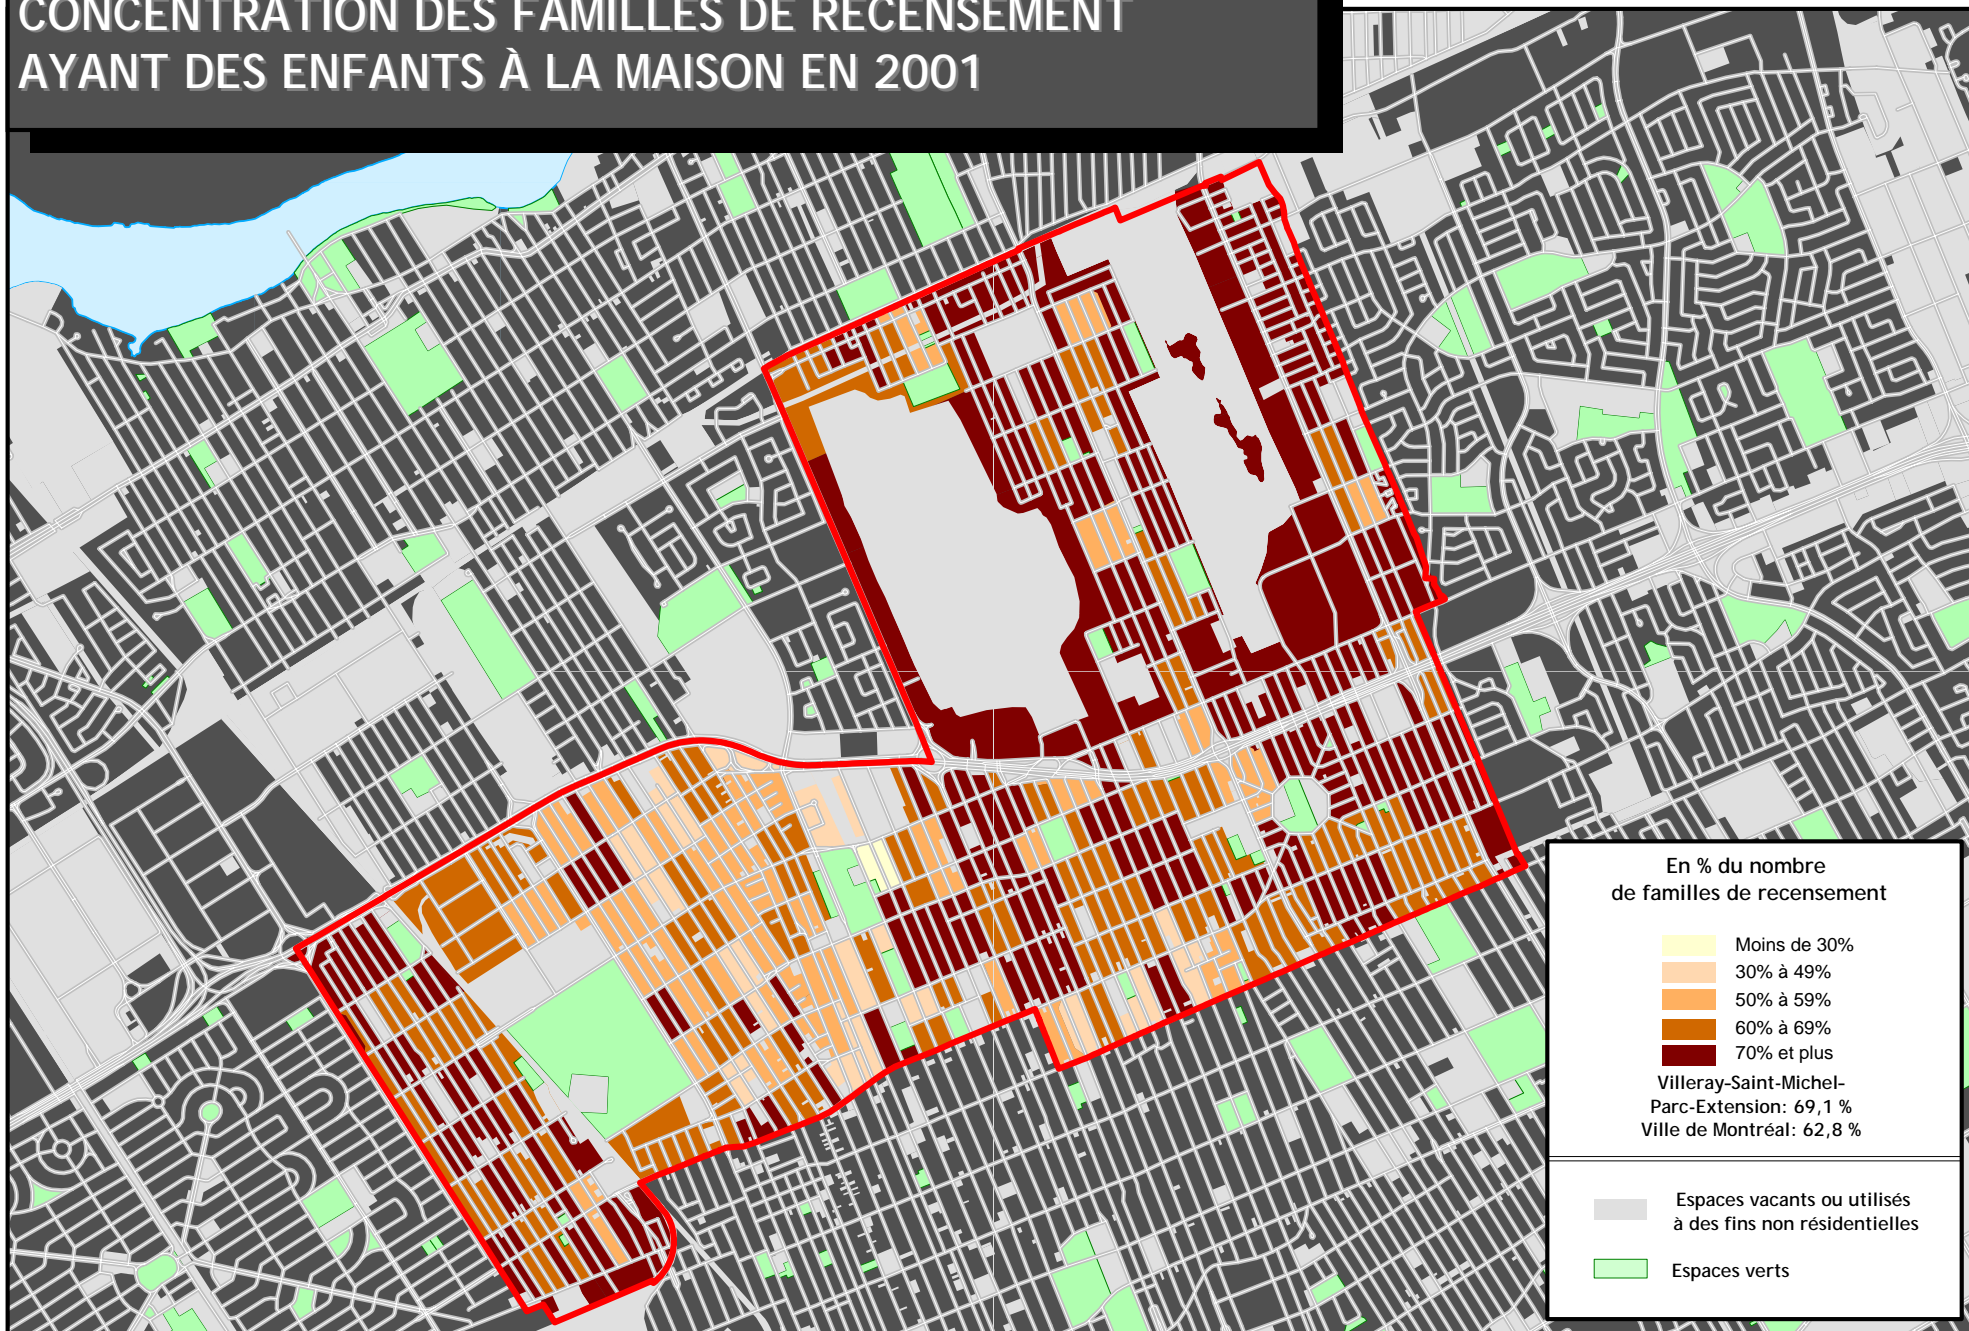 CONCENTRATION DES FAMILLES DE RECENSEMENT
AYANT DES ENFANTS À LA MAISON EN 2001
En % du nombre
de familles de recensement
Moins de 30%
30% à 49%
50% à 59%
60% à 69%
70% et plus
Villeray-Saint-Michel-
Parc-Extension: 69,1 %
Ville de Montréal: 62,8 %
Espaces vacants ou utilisés
à des fins non résidentielles
Espaces verts